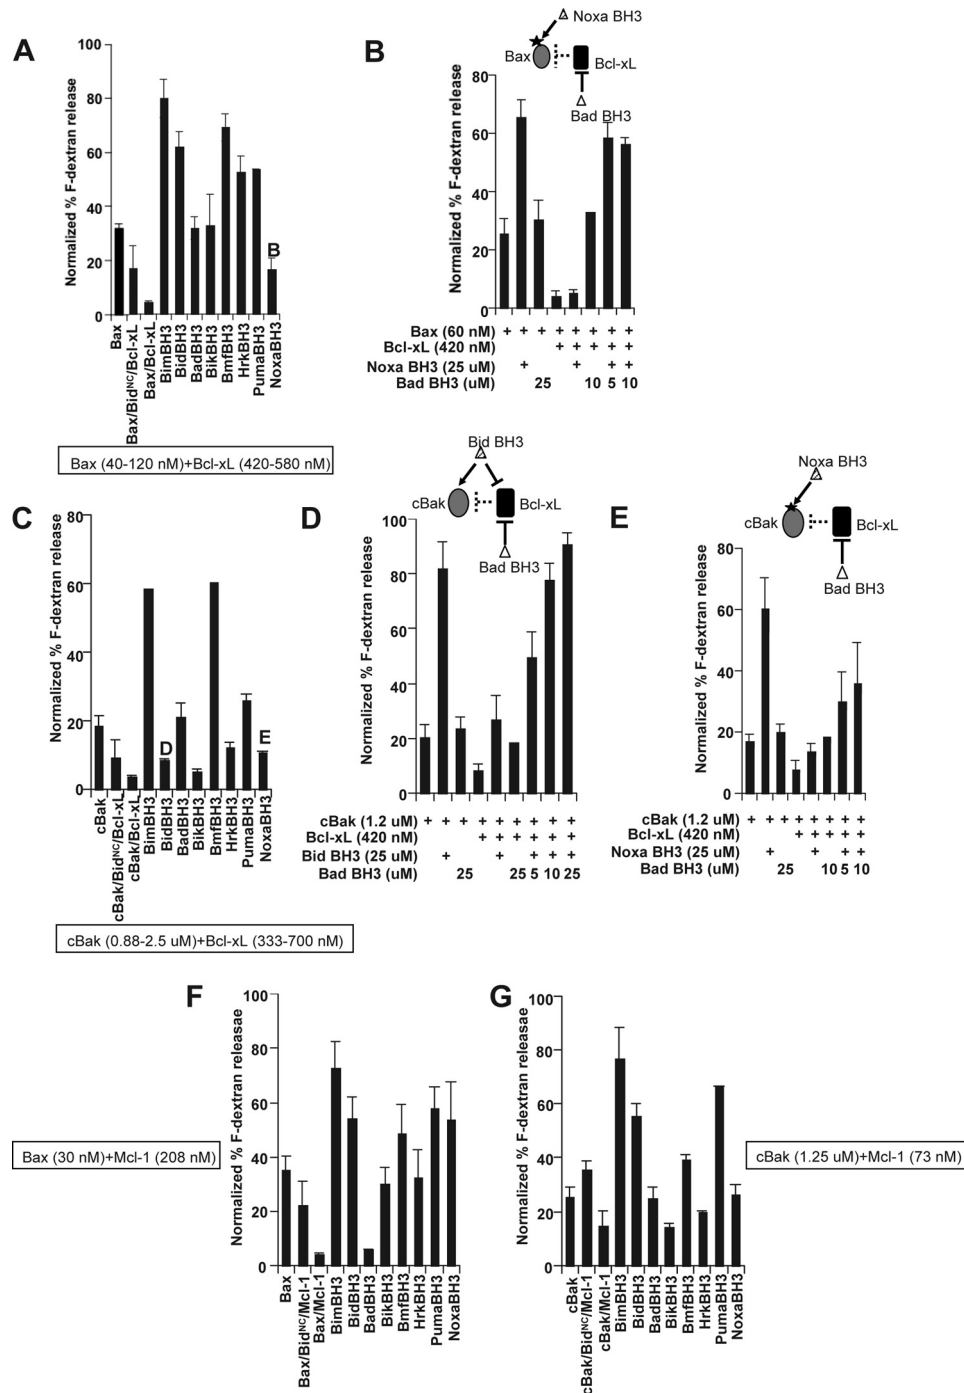 A
Normalized % F-dextran release
100
80
60
40
20
0
B
Bax
Bax/Bid^NC/Bcl-xL
Bax/Bcl-xL
BimBH3
BidBH3
BadBH3
BikBH3
BmfBH3
HrkBH3
PumaBH3
NoxaBH3
Bax (40-120 nM)+Bcl-xL (420-580 nM)
B
Noxa BH3
Bax
Bcl-xL
Bad BH3
Normalized % F-dextran release
80
60
40
20
0
Bax (60 nM) + + + + + + + +
Bcl-xL (420 nM) + + + + +
Noxa BH3 (25 uM) + + + +
Bad BH3 (uM) 25 10 5 10
C
Normalized % F-dextran release
80
60
40
20
0
D
E
cBak
cBak/Bid^NC/Bcl-xL
cBak/Bcl-xL
BimBH3
BidBH3
BadBH3
BikBH3
BmfBH3
HrkBH3
PumaBH3
NoxaBH3
cBak (0.88-2.5 uM)+Bcl-xL (333-700 nM)
D
Bid BH3
cBak
Bcl-xL
Bad BH3
Normalized % F-dextran release
100
80
60
40
20
0
cBak (1.2 uM) + + + + + + + + +
Bcl-xL (420 nM) + + + + + +
Bid BH3 (25 uM) + + + + +
Bad BH3 (uM) 25 25 5 10 25
E
Noxa BH3
cBak
Bcl-xL
Bad BH3
Normalized % F-dextran release
80
60
40
20
0
cBak (1.2 uM) + + + + + + + +
Bcl-xL (420 nM) + + + + +
Noxa BH3 (25 uM) + + + +
Bad BH3 (uM) 25 10 5 10
F
Normalized % F-dextran releasae
100
80
60
40
20
0
Bax
Bax/Bid^NC/Mcl-1
Bax/Mcl-1
BimBH3
BidBH3
BadBH3
BikBH3
BmfBH3
HrkBH3
PumaBH3
NoxaBH3
Bax (30 nM)+Mcl-1 (208 nM)
G
Normalized % F-dextran release
100
80
60
40
20
0
cBak
cBak/Bid^NC/Mcl-1
cBak/Mcl-1
BimBH3
BidBH3
BadBH3
BikBH3
BmfBH3
HrkBH3
PumaBH3
NoxaBH3
cBak (1.25 uM)+Mcl-1 (73 nM)